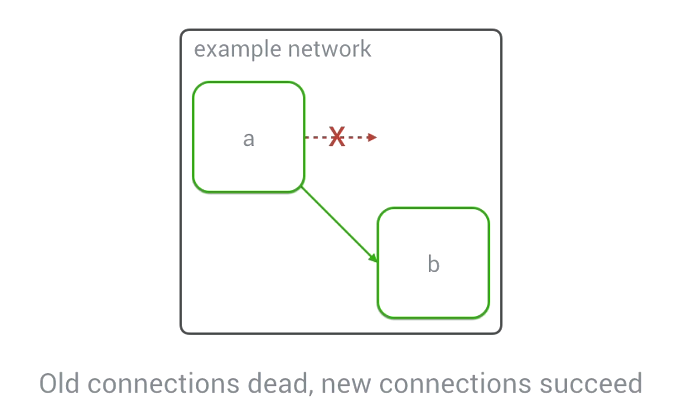 example network
a
X
b
Old connections dead, new connections succeed